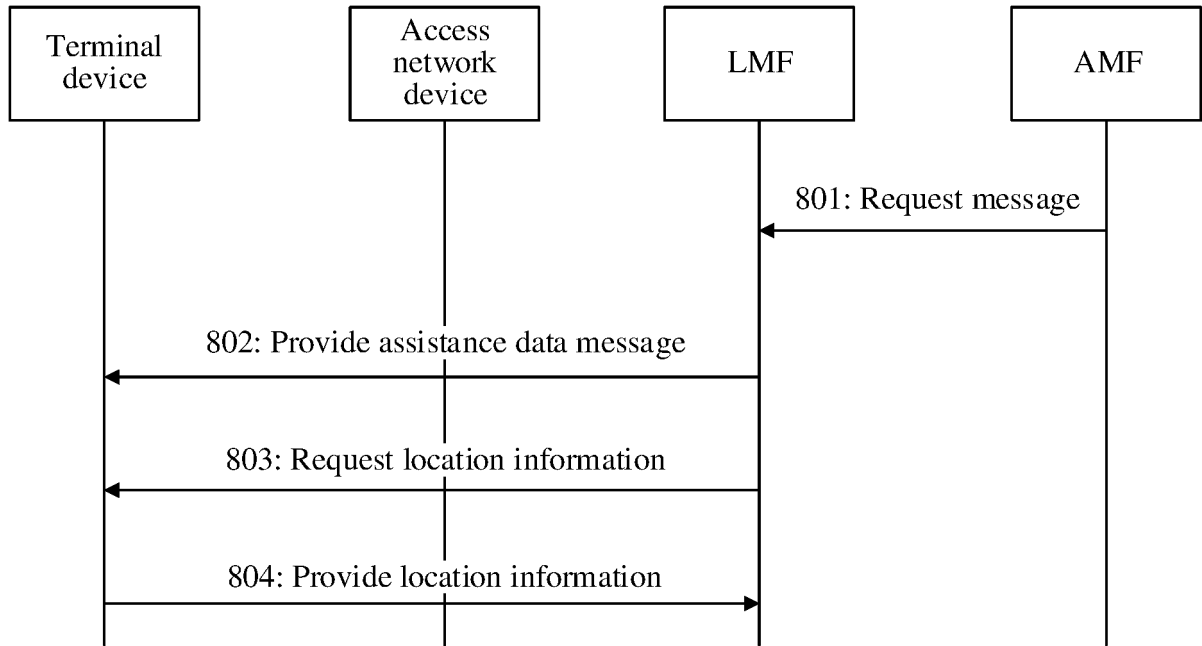 Terminal
device
Access
network
device
LMF
AMF
801: Request message
802: Provide assistance data message
803: Request location information
804: Provide location information